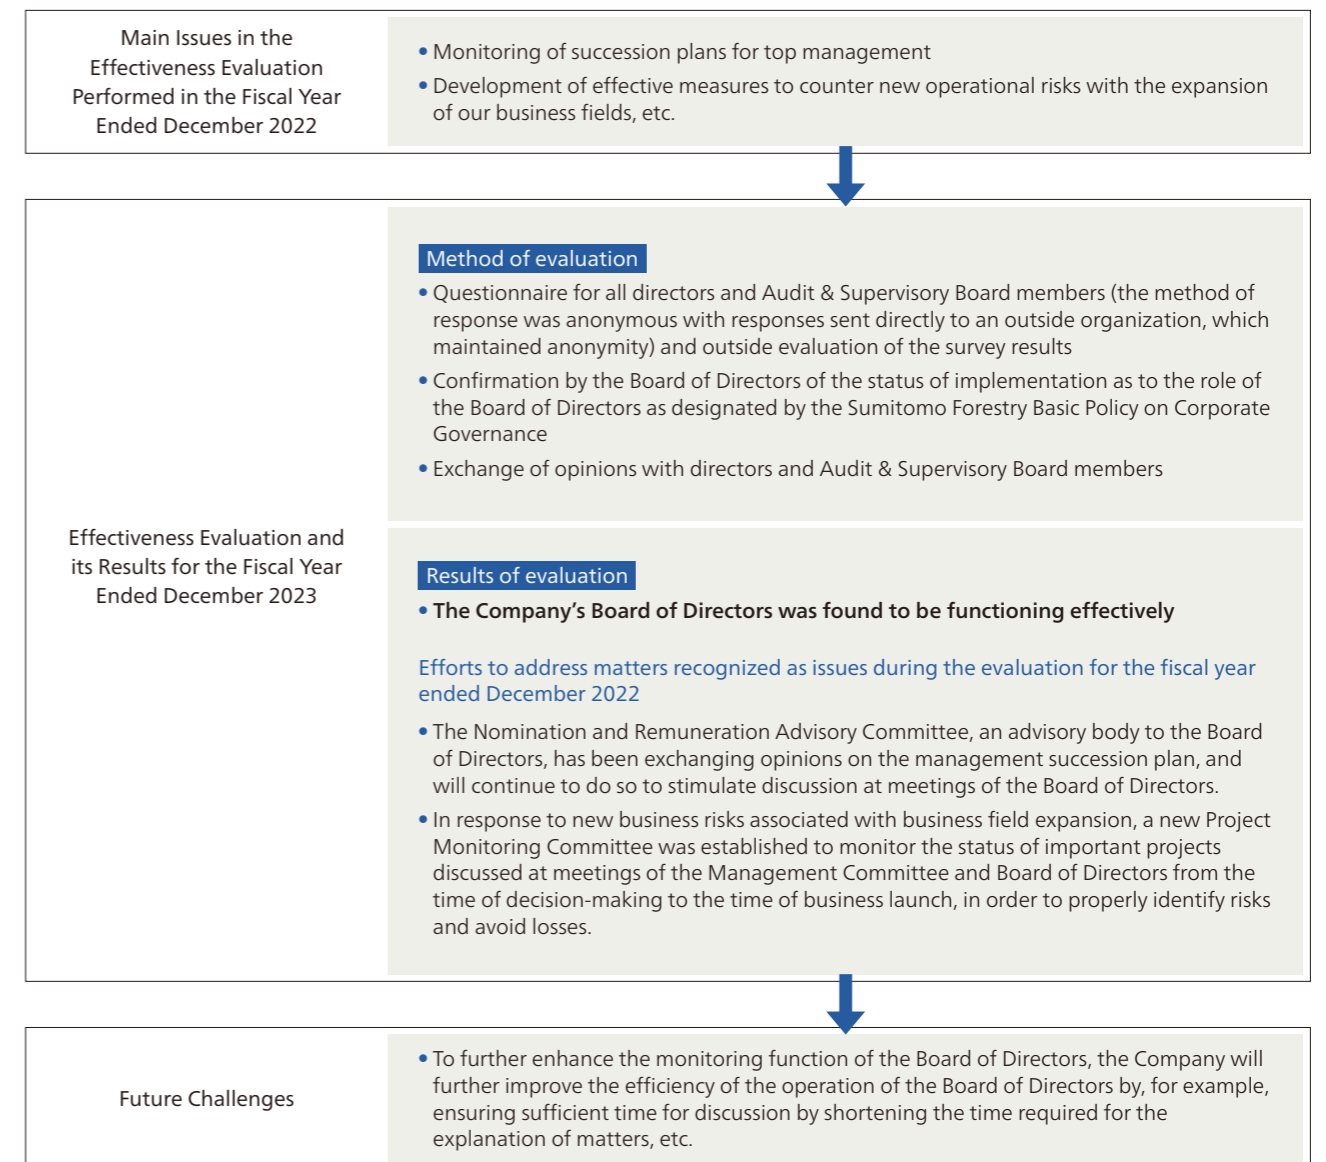 Main Issues in the
Effectiveness Evaluation
Performed in the Fiscal Year
Ended December 2022
• Monitoring of succession plans for top management
• Development of effective measures to counter new operational risks with the expansion
of our business fields, etc.
Effectiveness Evaluation and
its Results for the Fiscal Year
Ended December 2023
Method of evaluation
• Questionnaire for all directors and Audit & Supervisory Board members (the method of
response was anonymous with responses sent directly to an outside organization, which
maintained anonymity) and outside evaluation of the survey results
• Confirmation by the Board of Directors of the status of implementation as to the role of
the Board of Directors as designated by the Sumitomo Forestry Basic Policy on Corporate
Governance
• Exchange of opinions with directors and Audit & Supervisory Board members
Results of evaluation
• The Company's Board of Directors was found to be functioning effectively
Efforts to address matters recognized as issues during the evaluation for the fiscal year
ended December 2022
• The Nomination and Remuneration Advisory Committee, an advisory body to the Board
of Directors, has been exchanging opinions on the management succession plan, and
will continue to do so to stimulate discussion at meetings of the Board of Directors.
• In response to new business risks associated with business field expansion, a new Project
Monitoring Committee was established to monitor the status of important projects
discussed at meetings of the Management Committee and Board of Directors from the
time of decision-making to the time of business launch, in order to properly identify risks
and avoid losses.
Future Challenges
• To further enhance the monitoring function of the Board of Directors, the Company will
further improve the efficiency of the operation of the Board of Directors by, for example,
ensuring sufficient time for discussion by shortening the time required for the
explanation of matters, etc.